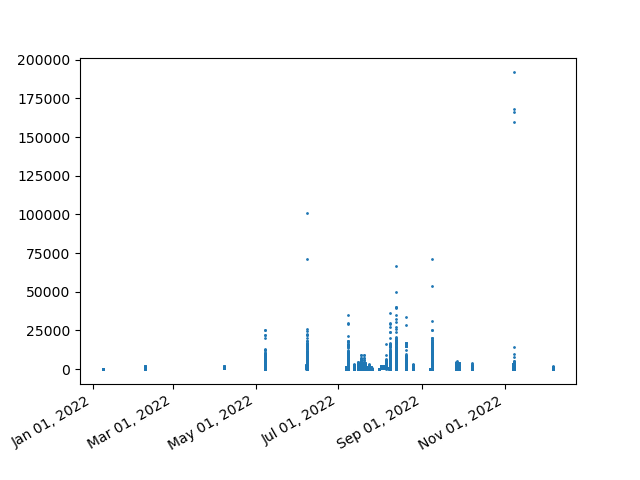 200000
175000
150000
125000
100000
75000
50000
25000
0
Jan 01, 2022
Mar 01, 2022
May 01, 2022
Jul 01, 2022
Sep 01, 2022
Nov 01, 2022